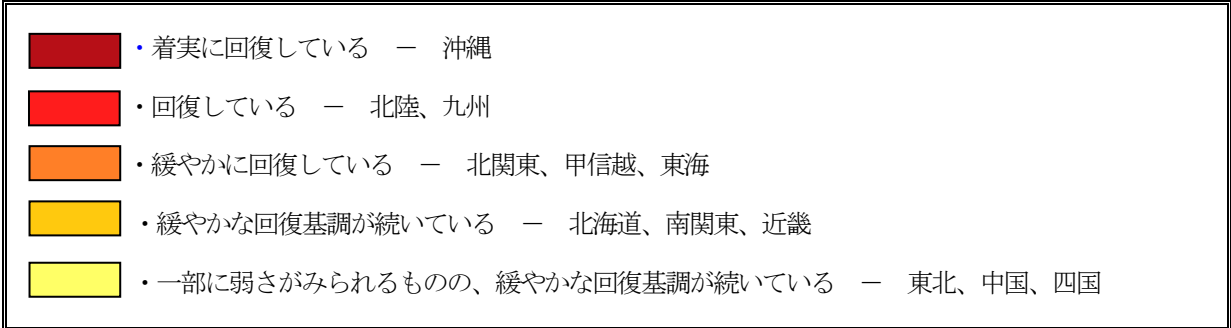 ・着実に回復している　－　沖縄
・回復している　－　北陸、九州
・緩やかに回復している　－　北関東、甲信越、東海
・緩やかな回復基調が続いている　－　北海道、南関東、近畿
・一部に弱さがみられるものの、緩やかな回復基調が続いている　－　東北、中国、四国